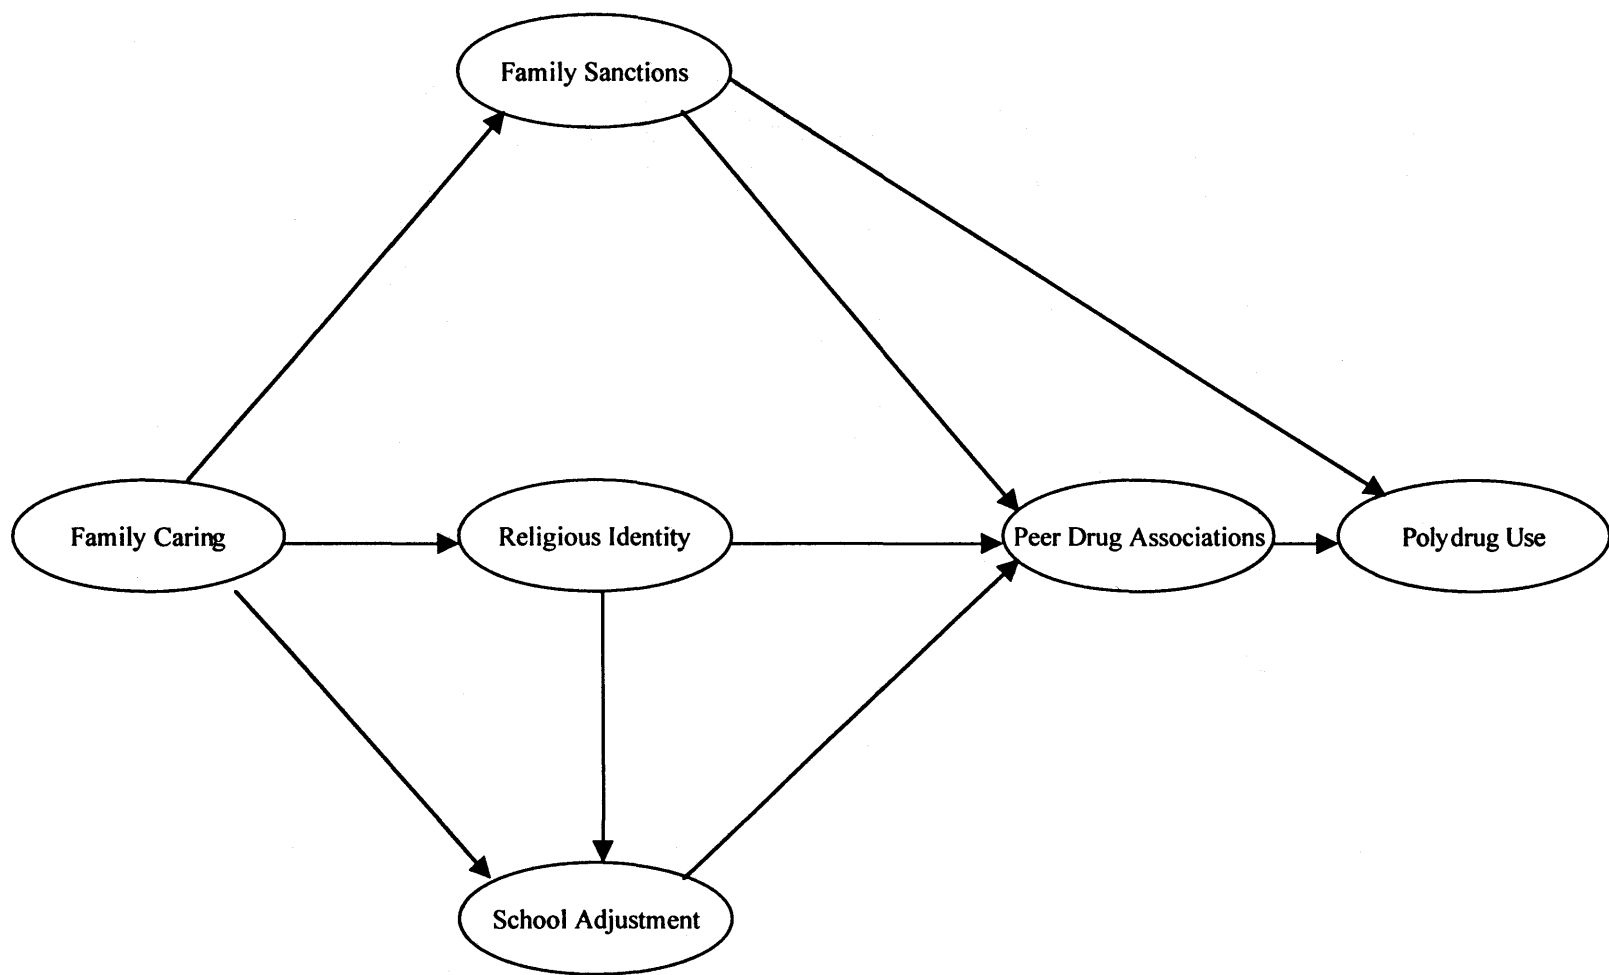 Family Sanctions
Family Caring
Religious Identity
Peer Drug Associations
Polydrug Use
School Adjustment